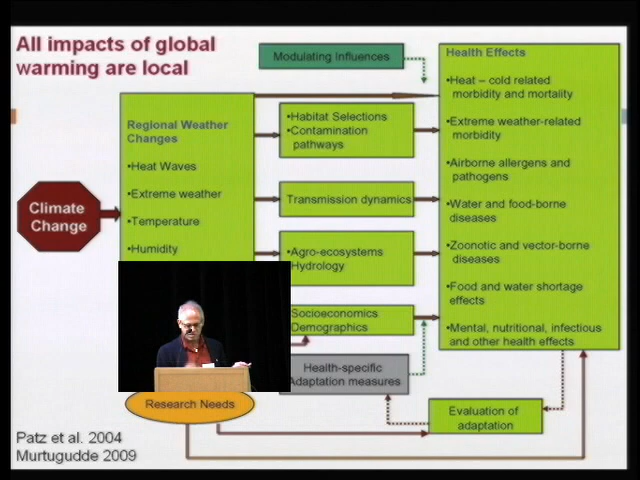 All impacts of global
warming are local
Modulating Influences
Health Effects
•Heat – cold related
morbidity and mortality
•Extreme weather-related
morbidity
•Airborne allergens and
pathogens
•Water and food-borne
diseases
•Zoonotic and vector-borne
diseases
•Food and water shortage
effects
•Mental, nutritional, infectious
and other health effects
Regional Weather
Changes
•Heat Waves
•Extreme weather
•Temperature
•Humidity
Climate
Change
•Habitat Selections
•Contamination
pathways
Transmission dynamics
•Agro-ecosystems
Hydrology
Socioeconomics
Demographics
Health-specific
Adaptation measures
Research Needs
Evaluation of
adaptation
Patz et al. 2004
Murtugudde 2009